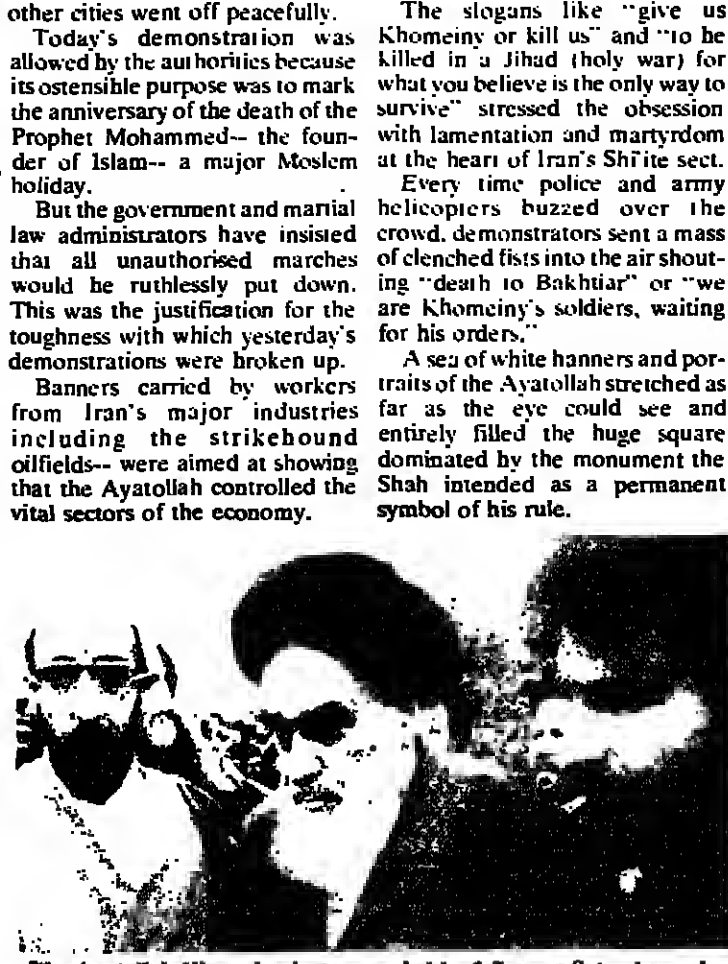 other cities went off peacefully.
Today's demonstration was
allowed by the authorities because
its ostensible purpose was to mark
the anniversary of the death of the
Prophet Mohammed-- the foun-
der of Islam-- a major Moslem
holiday.
But the government and martial
law administrators have insisted
that all unauthorised marches
would be ruthlessly put down.
This was the justification for the
toughness with which yesterday's
demonstrations were broken up.
Banners carried by workers
from Iran's major industries
including the strikebound
oilfields-- were aimed at showing
that the Ayatollah controlled the
vital sectors of the economy.
The slogans like "give us
Khomeiny or kill us" and "to be
killed in a Jihad (holy war) for
what you believe is the only way to
survive" stressed the obsession
with lamentation and martyrdom
at the heart of Iran's Shi'ite sect.
Every time police and army
helicopters buzzed over the
crowd, demonstrators sent a mass
of clenched fists into the air shout-
ing "death to Bakhtiar" or "we
are Khomeiny's soldiers, waiting
for his orders."
A sea of white banners and por-
traits of the Ayatollah stretched as
far as the eye could see and
entirely filled the huge square
dominated by the monument the
Shah intended as a permanent
symbol of his rule.